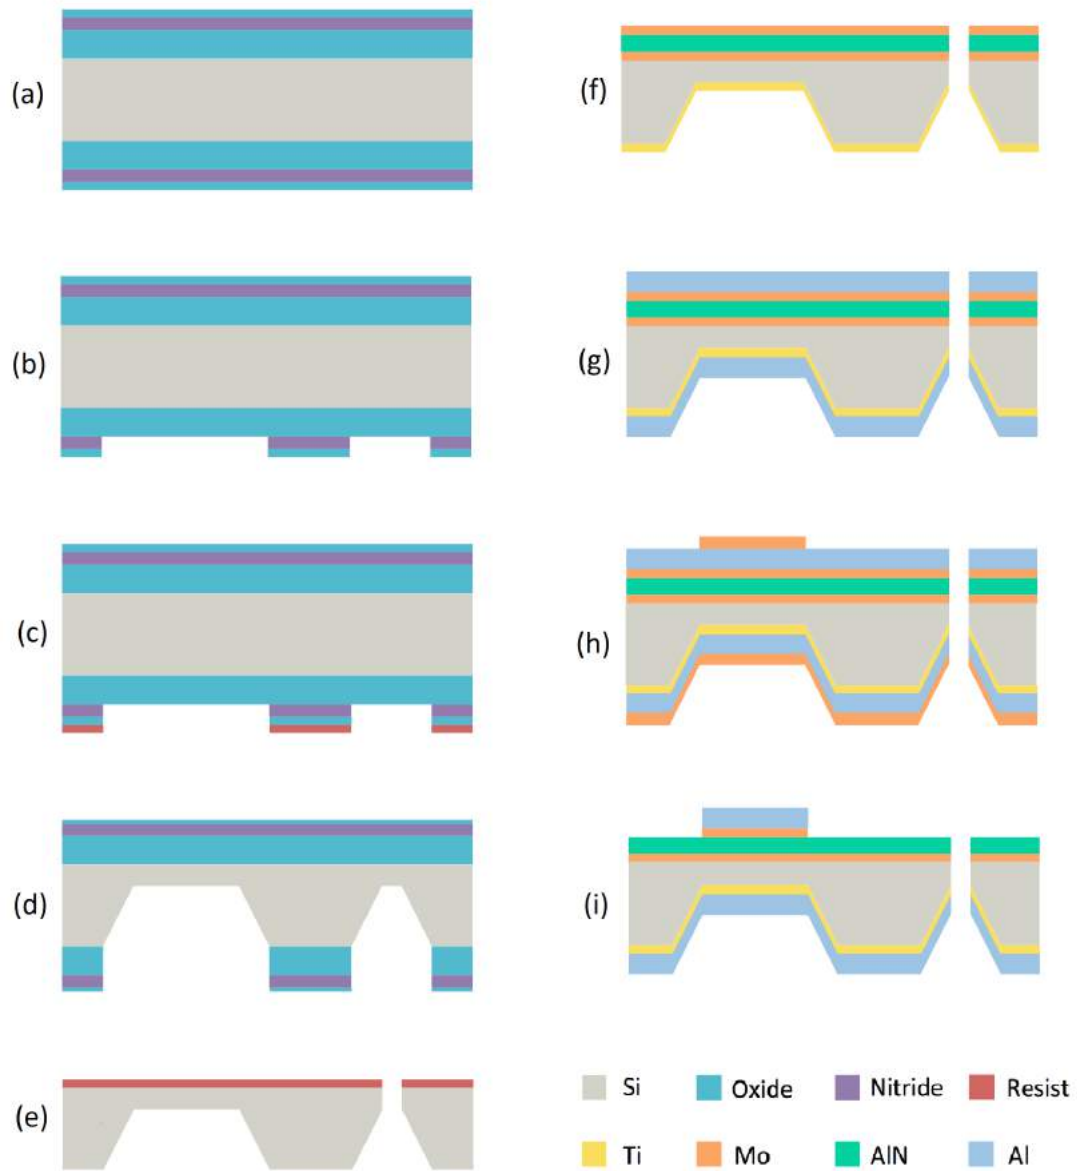 (a)
(b)
(c)
(d)
(e)
(f)
(g)
(h)
(i)
Si Oxide Nitride Resist
Ti Mo AlN Al